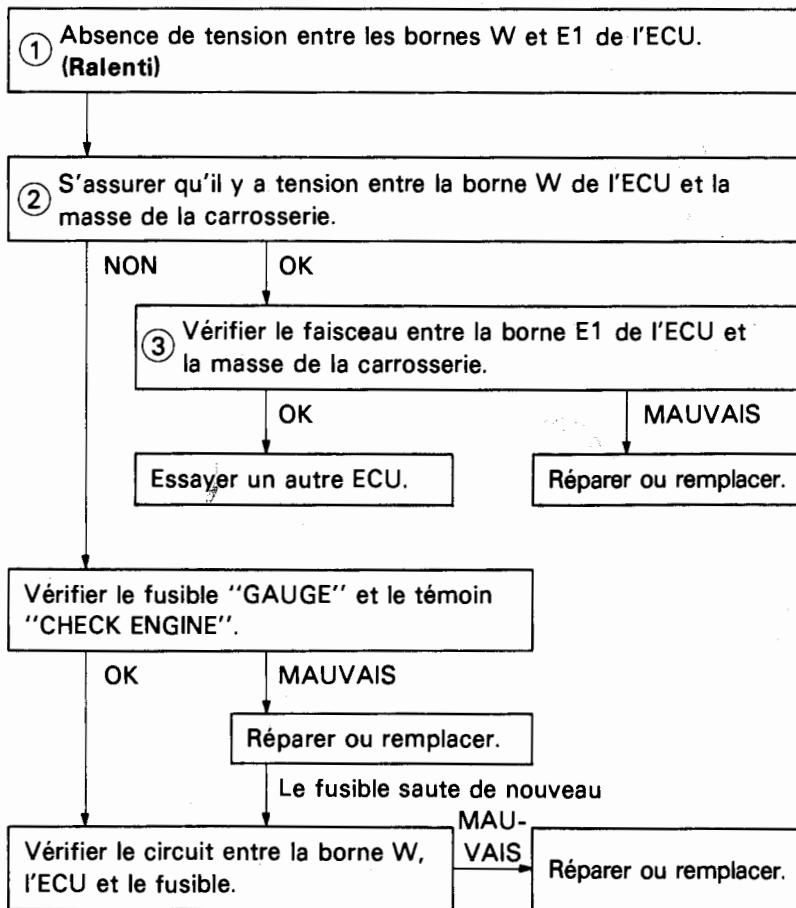 ① Absence de tension entre les bornes W et E1 de l'ECU.
(Ralenti)
② S'assurer qu'il y a tension entre la borne W de l'ECU et la
masse de la carrosserie.
NON
OK
③ Vérifier le faisceau entre la borne E1 de l'ECU et
la masse de la carrosserie.
OK
MAUVAIS
Essayer un autre ECU.
Réparer ou remplacer.
Vérifier le fusible "GAUGE" et le témoin
"CHECK ENGINE".
OK
MAUVAIS
Réparer ou remplacer.
Le fusible saute de nouveau
MAU-
VAIS
Vérifier le circuit entre la borne W,
l'ECU et le fusible.
Réparer ou remplacer.